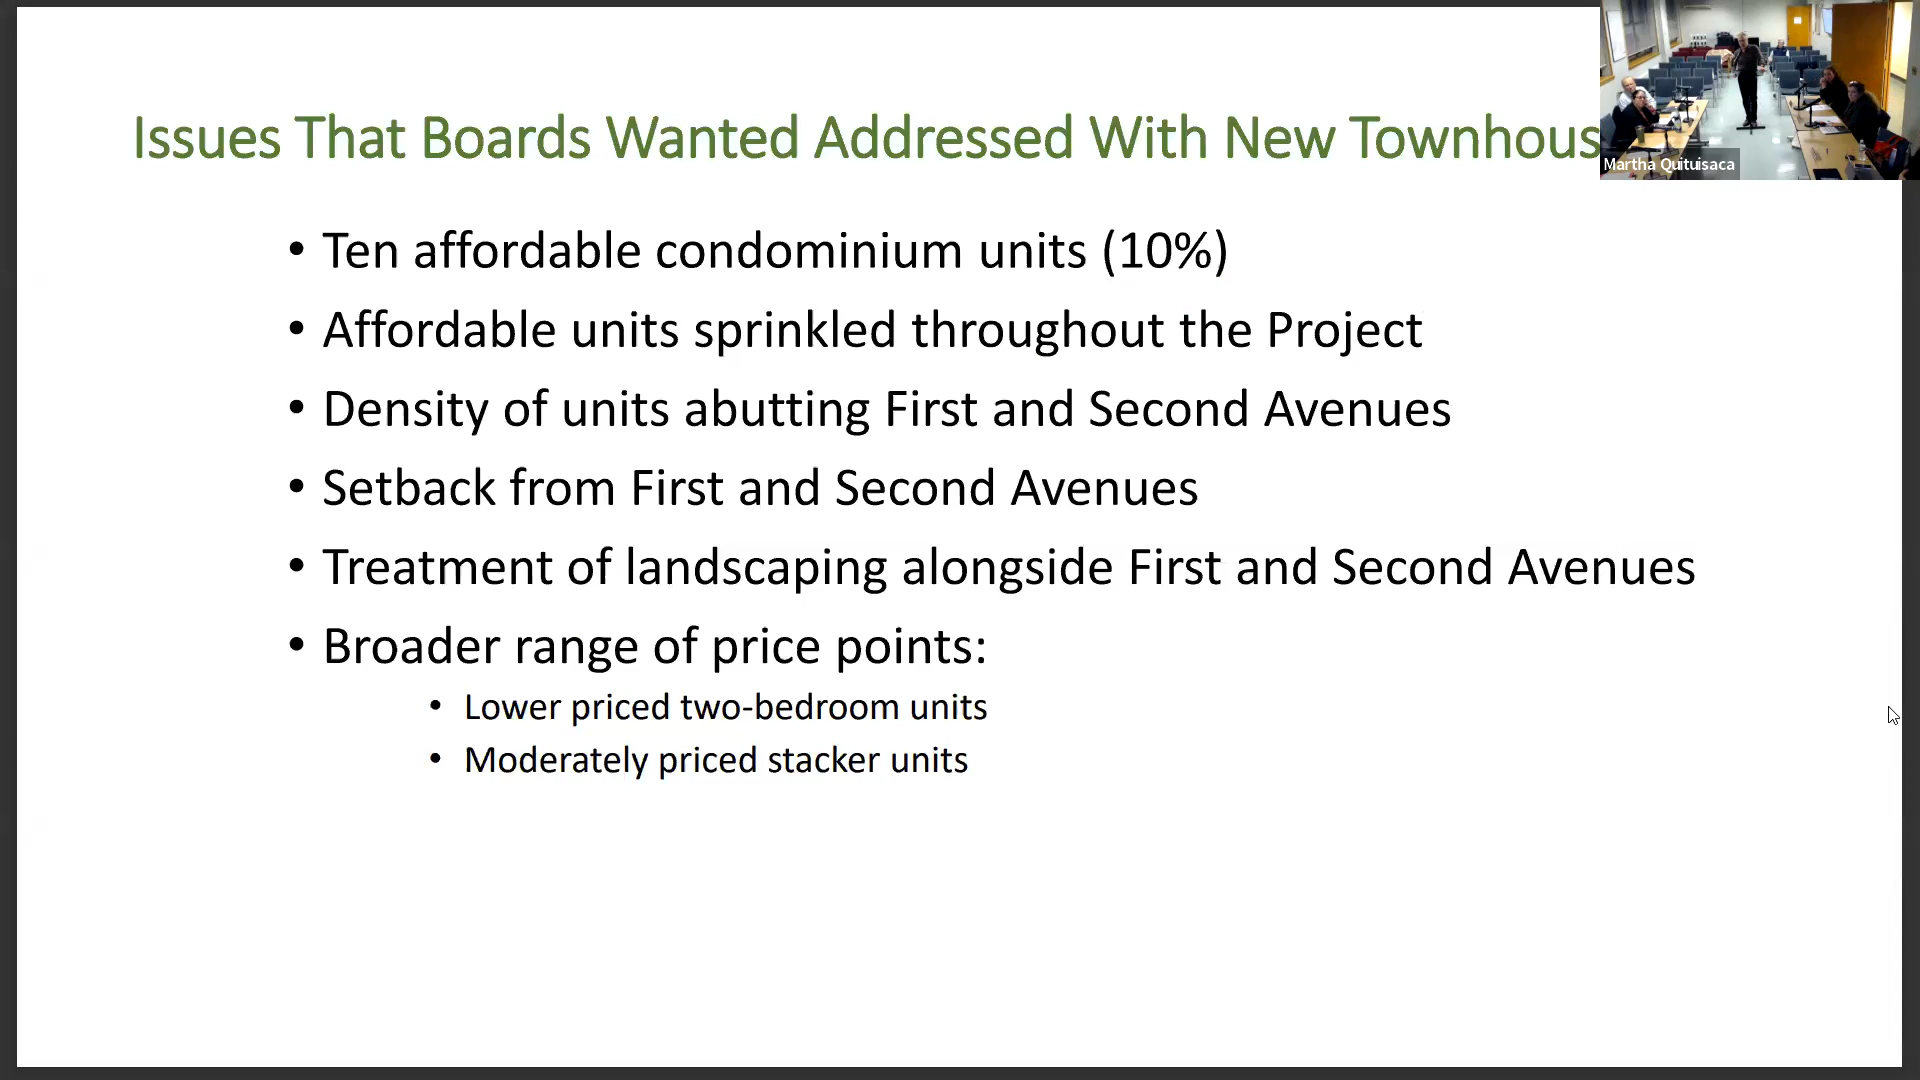 Issues That Boards Wanted Addressed With New Townhous
Martha Quituisaca
• Ten affordable condominium units (10%)
• Affordable units sprinkled throughout the Project
• Density of units abutting First and Second Avenues
• Setback from First and Second Avenues
• Treatment of landscaping alongside First and Second Avenues
• Broader range of price points:
• Lower priced two-bedroom units
• Moderately priced stacker units